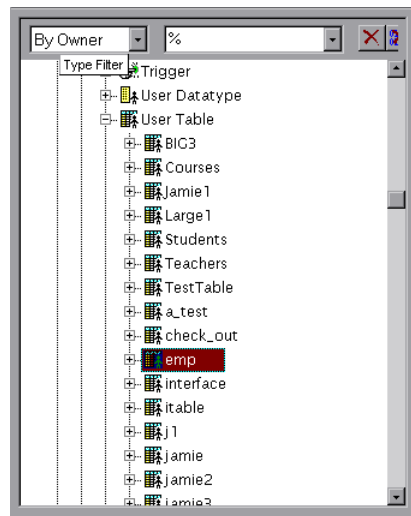 By Owner %
Type Filter
Trigger
User Datatype
User Table
BIG3
Courses
Jamie1
Large1
Students
Teachers
TestTable
a_test
check_out
emp
interface
itable
j1
jamie
jamie2
jamie3